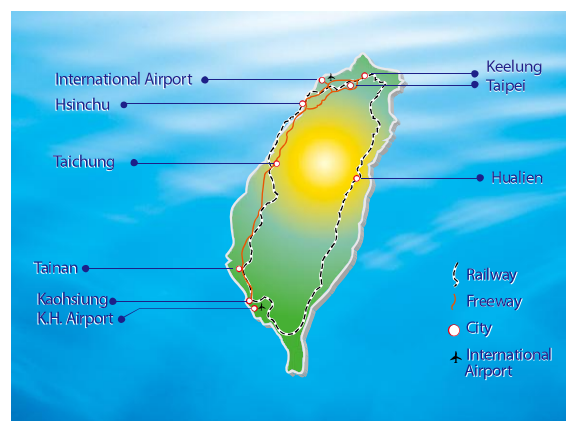 Keelung
International Airport
Taipei
Hsinchu
Taichung
Hualien
Tainan
Railway
Kaohsiung
Freeway
K.H. Airport
City
International
Airport